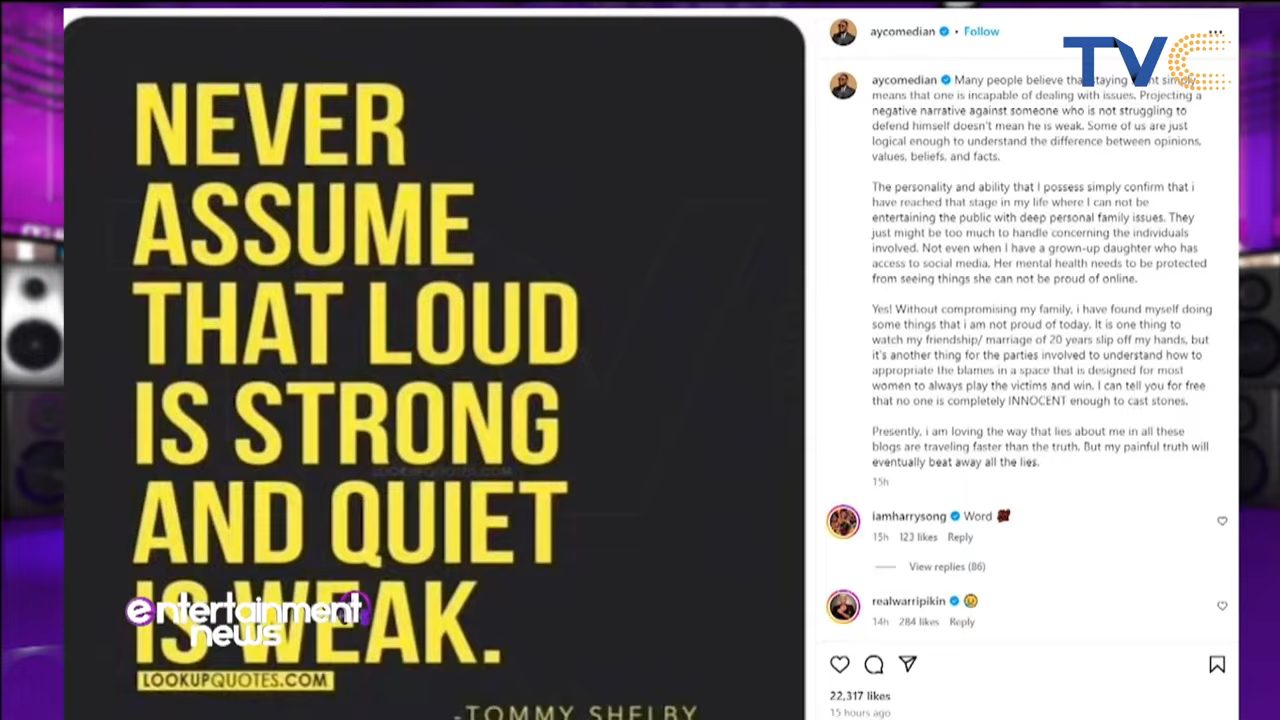 NEVER
ASSUME
THAT LOUD
IS STRONG
AND QUIET
IS WEAK.
LOOKUPQUOTES.COM
-TOMMY SHELBY
entertainment
news
TVC
aycomedian • Follow
aycomedian Many people believe that staying silent simply
means that one is incapable of dealing with issues. Projecting a
negative narrative against someone who is not struggling to
defend himself doesn't mean he is weak. Some of us are just
logical enough to understand the difference between opinions,
values, beliefs, and facts.
The personality and ability that I possess simply confirm that i
have reached that stage in my life where I can not be
entertaining the public with deep personal family issues. They
just might be too much to handle concerning the individuals
involved. Not even when I have a grown-up daughter who has
access to social media. Her mental health needs to be protected
from seeing things she can not be proud of online.
Yes! Without compromising my family, i have found myself doing
some things that i am not proud of today. It is one thing to
watch my friendship/ marriage of 20 years slip off my hands, but
it's another thing for the parties involved to understand how to
appropriate the blames in a space that is designed for most
women to always play the victims and win. I can tell you for free
that no one is completely INNOCENT enough to cast stones.
Presently, i am loving the way that lies about me in all these
blogs are traveling faster than the truth. But my painful truth will
eventually beat away all the lies.
15h
iamharrysong Word
15h 123 likes Reply
View replies (86)
realwarripikin
14h 284 likes Reply
22,317 likes
15 hours ago